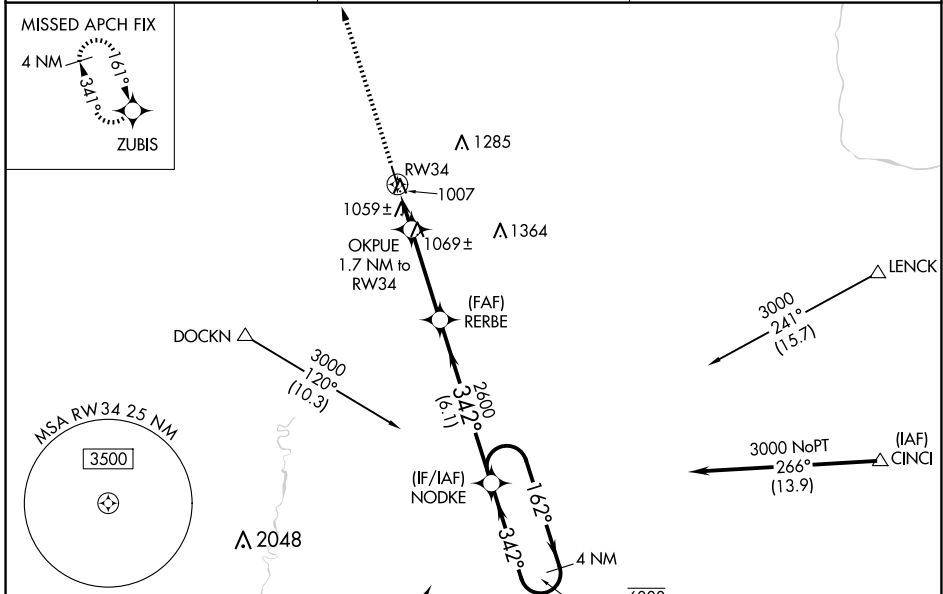 MISSED APCH FIX
4 NM
161°
341°
ZUBIS
1285
RW34
1007
1059±
OKPUE
1.7 NM to
RW34
1069±
1364
LENCK
3000
241°
(15.7)
(FAF)
RERBE
DOCKN
3000
120°
(10.3)
2600
342°
(6.1)
MSA RW34 25 NM
3500
(IF/IAF)
NODKE
3000 NoPT
266°
(13.9)
(IAF)
CINCI
162°
342°
4 NM
2048